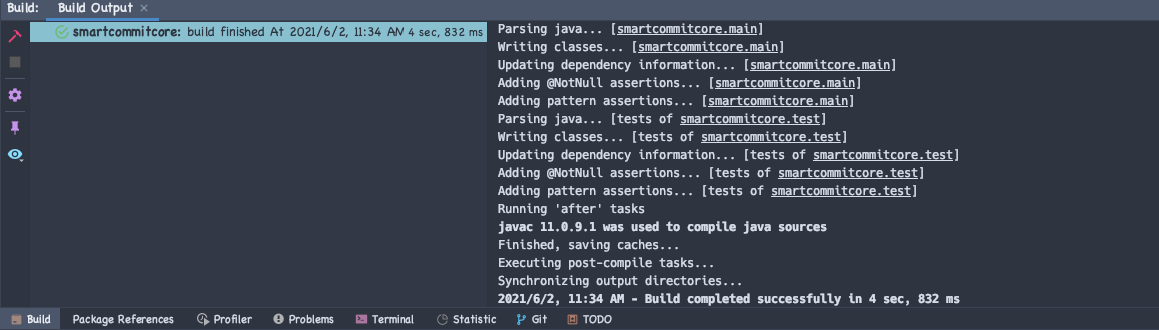 Build: Build Output ×
smartcommitcore: build finished At 2021/6/2, 11:34 AM 4 sec, 832 ms
Parsing java... [smartcommitcore.main]
Writing classes... [smartcommitcore.main]
Updating dependency information... [smartcommitcore.main]
Adding @NotNull assertions... [smartcommitcore.main]
Adding pattern assertions... [smartcommitcore.main]
Parsing java... [tests of smartcommitcore.test]
Writing classes... [tests of smartcommitcore.test]
Updating dependency information... [tests of smartcommitcore.test]
Adding @NotNull assertions... [tests of smartcommitcore.test]
Adding pattern assertions... [tests of smartcommitcore.test]
Running 'after' tasks
javac 11.0.9.1 was used to compile java sources
Finished, saving caches...
Executing post-compile tasks...
Synchronizing output directories...
2021/6/2, 11:34 AM - Build completed successfully in 4 sec, 832 ms
Build Package References Profiler Problems Terminal Statistic Git TODO